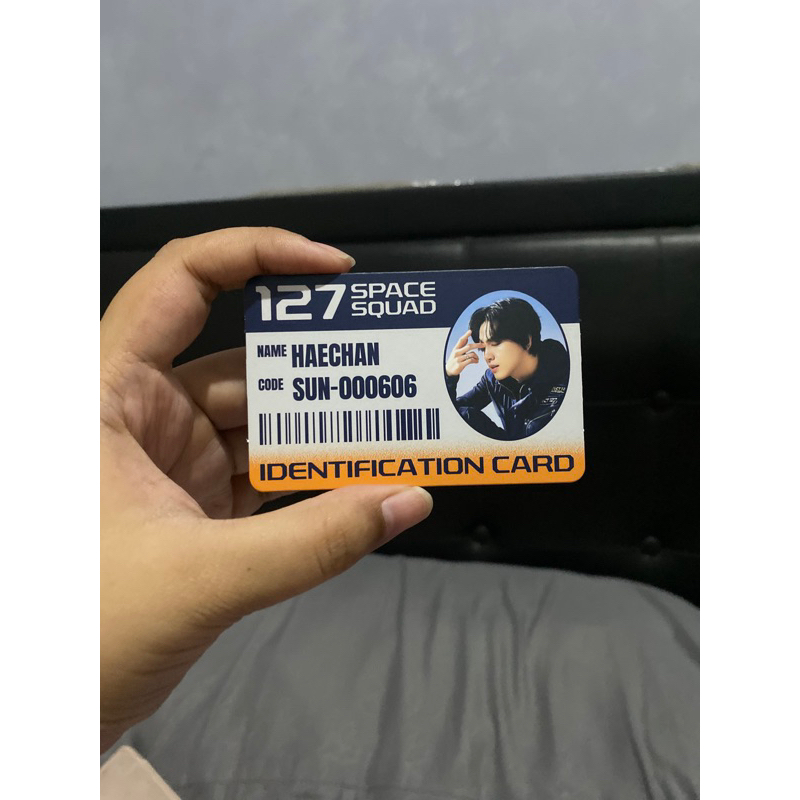 127 SPACE
SQUAD
NAME HAECHAN
CODE SUN-000606
IDENTIFICATION CARD